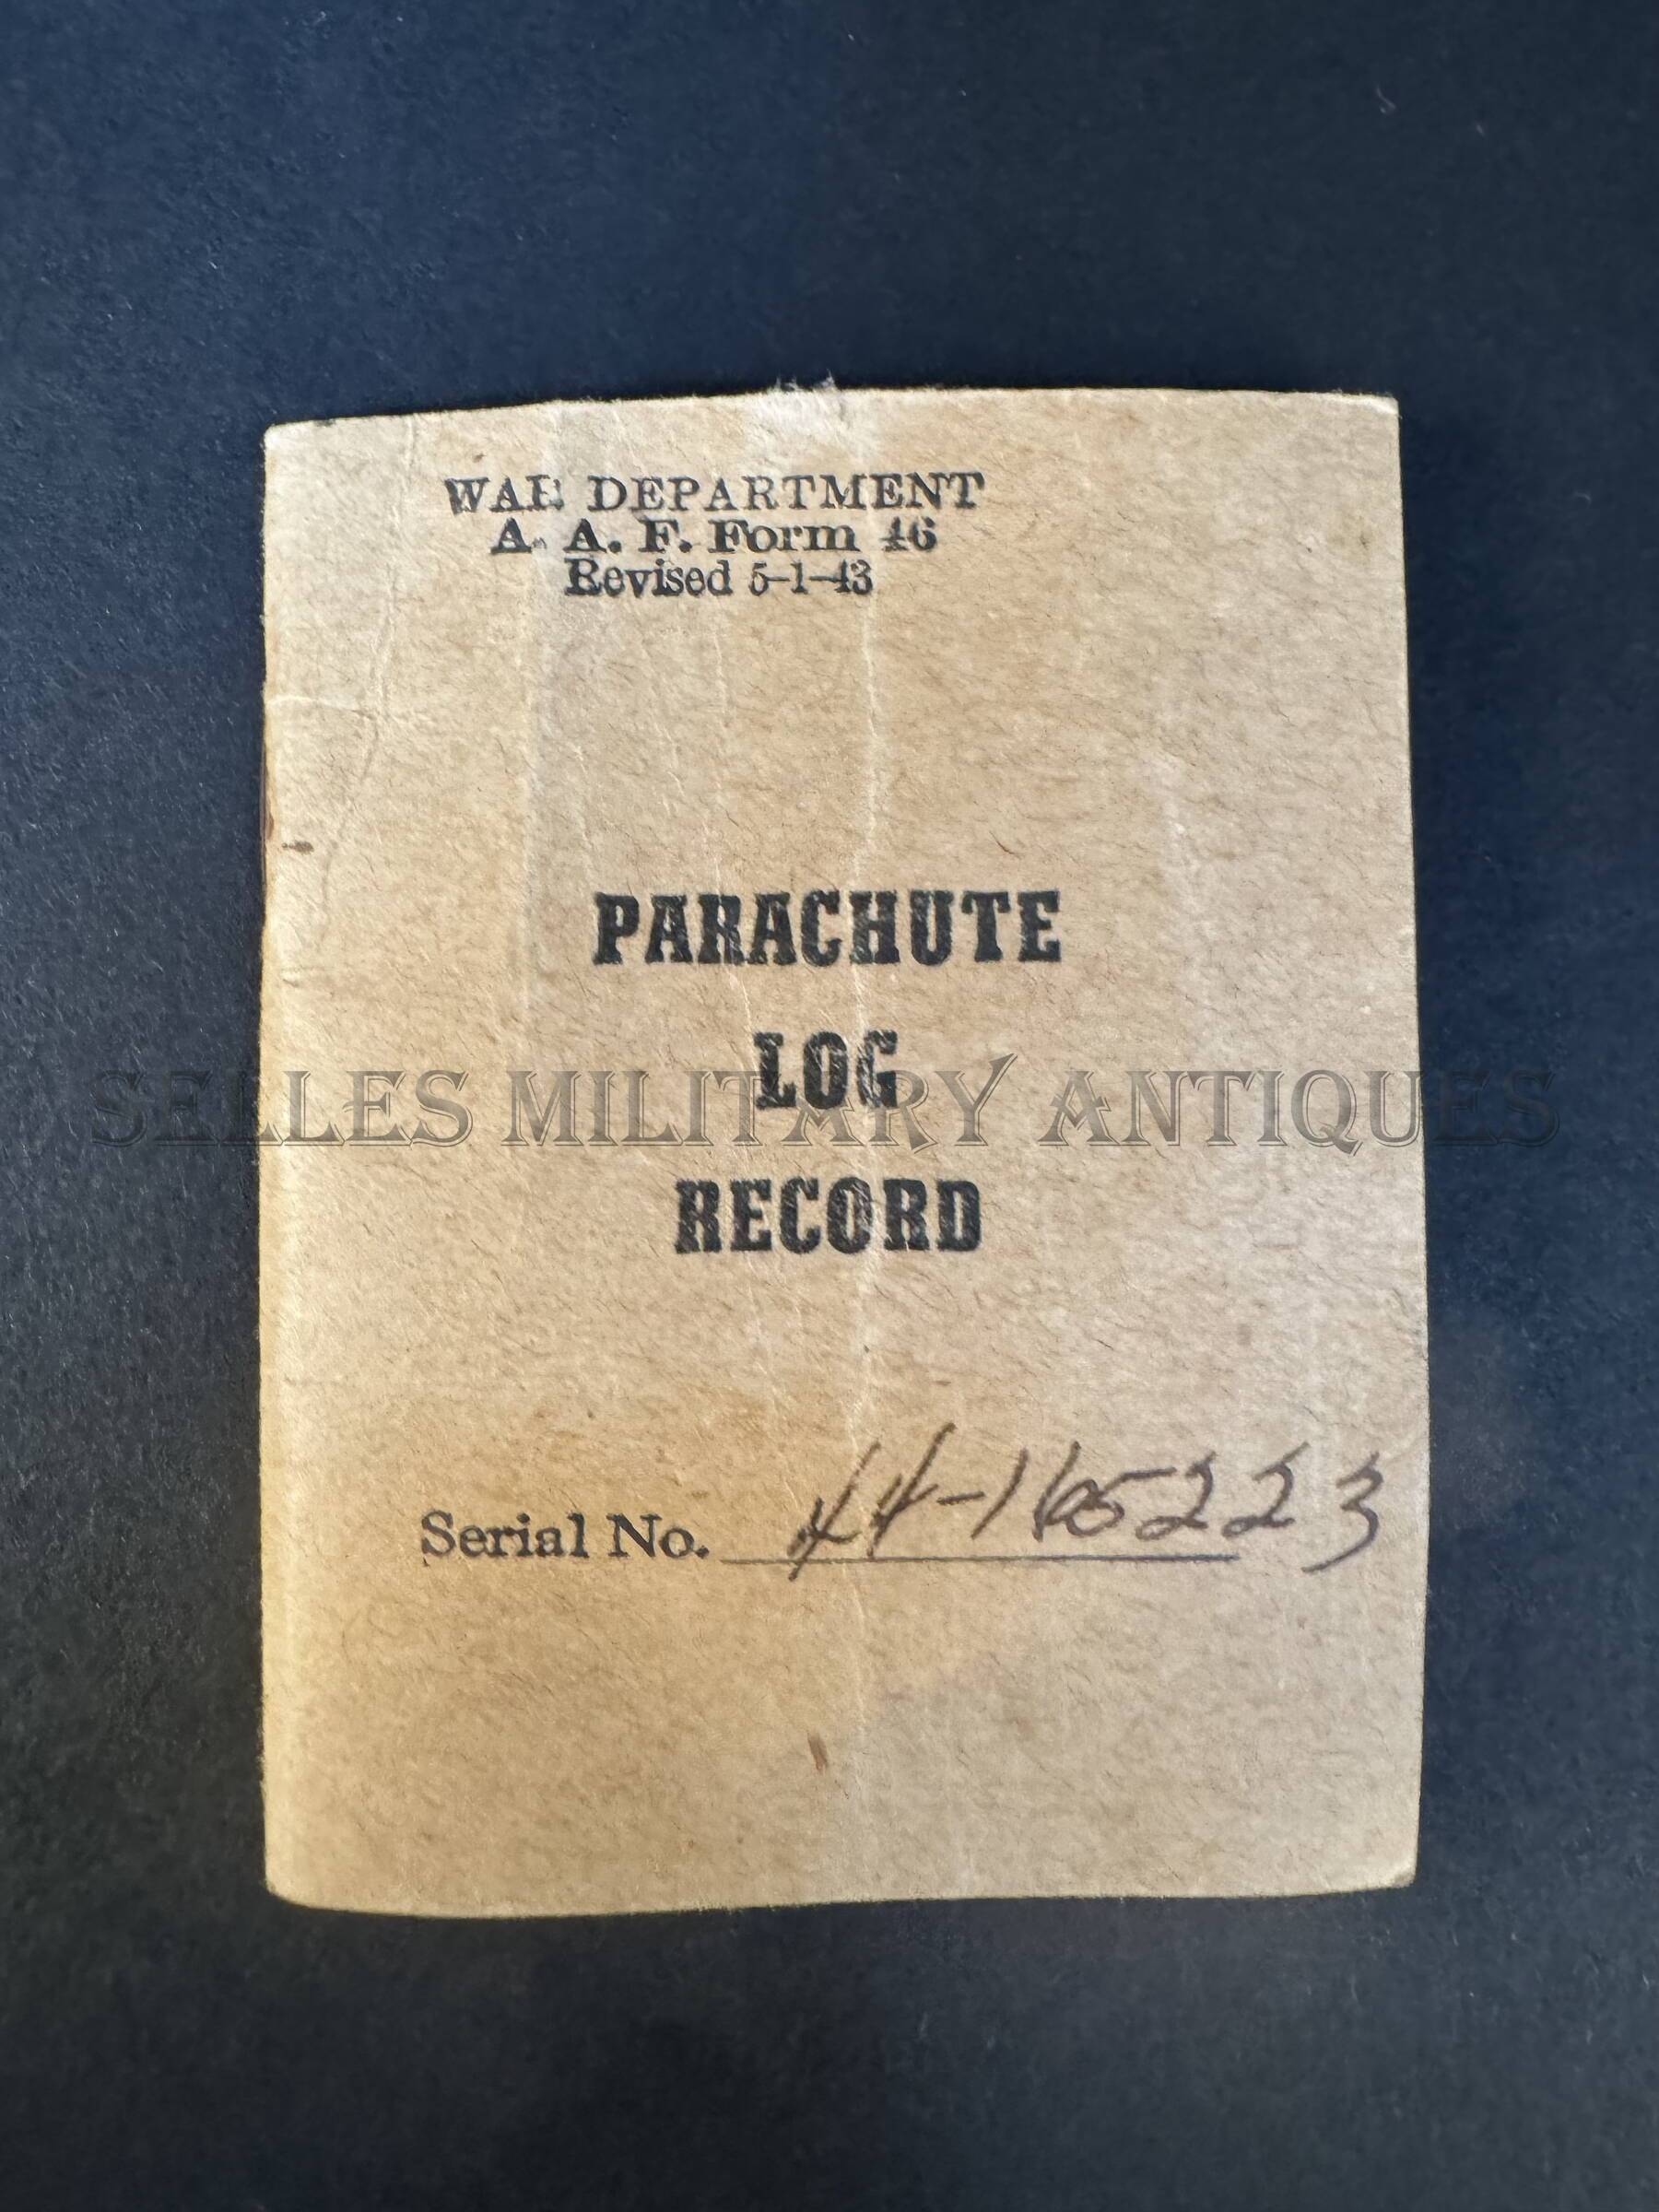 WAR DEPARTMENT
A. A. F. Form 46
Revised 5-1-43
PARACHUTE
LOG
SELLES MILITARY ANTIQUES
RECORD
Serial No. 44-165223